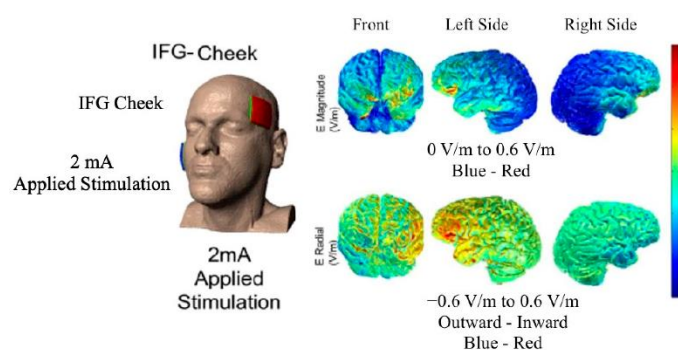 IFG-Cheek
IFG Cheek
2 mA
Applied Stimulation
2mA
Applied
Stimulation
Front
Left Side
Right Side
E Magnitude
(V/m)
0 V/m to 0.6 V/m
Blue - Red
E Radial
(V/m)
−0.6 V/m to 0.6 V/m
Outward - Inward
Blue - Red